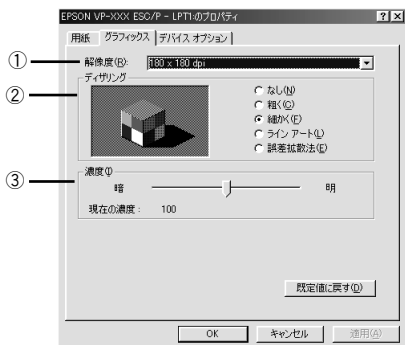 EPSON VP-XXX ESC/P - LPT1:のプロパティ
用紙 グラフィックス デバイス オプション
① 解像度(R): 180 x 180 dpi
② ディザリング
なし(N)
粗く(C)
細かく(F)
ライン アート(L)
誤差拡散法(E)
③ 濃度(I)
暗 明
現在の濃度: 100
既定値に戻す(D)
OK キャンセル 適用(A)